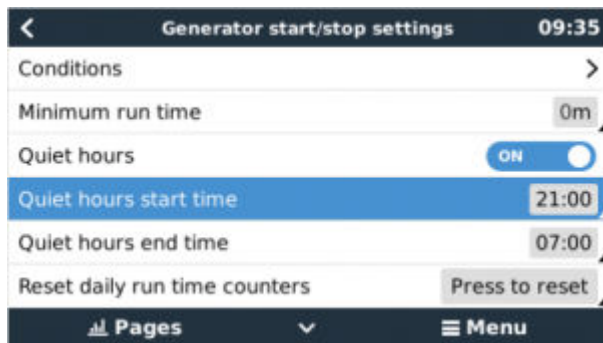 Generator start/stop settings 09:35
Conditions
Minimum run time 0m
Quiet hours ON
Quiet hours start time 21:00
Quiet hours end time 07:00
Reset daily run time counters Press to reset
Pages Menu